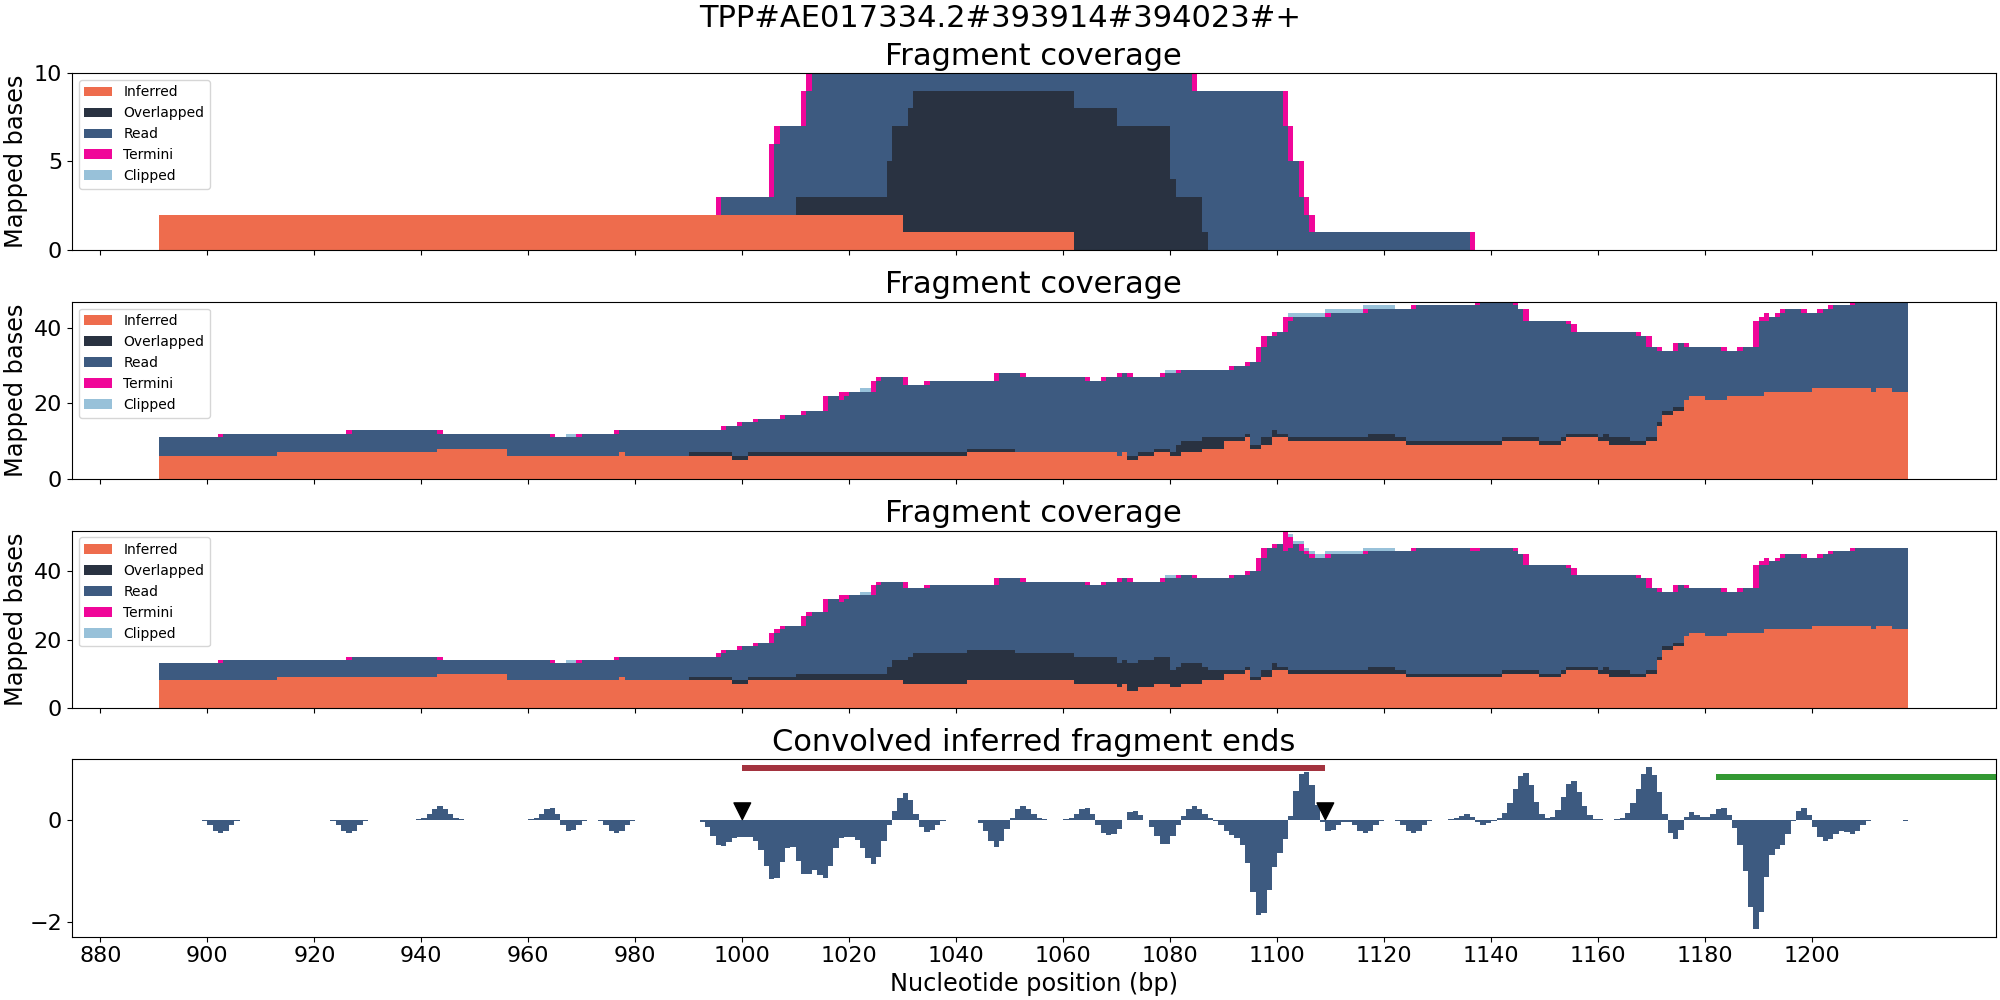 TPP#AE017334.2#393914#394023#+
Fragment coverage
Mapped bases
10
5
0
Inferred
Overlapped
Read
Termini
Clipped
Fragment coverage
Mapped bases
40
20
0
Inferred
Overlapped
Read
Termini
Clipped
Fragment coverage
Mapped bases
40
20
0
Inferred
Overlapped
Read
Termini
Clipped
Convolved inferred fragment ends
0
−2
880 900 920 940 960 980 1000 1020 1040 1060 1080 1100 1120 1140 1160 1180 1200
Nucleotide position (bp)